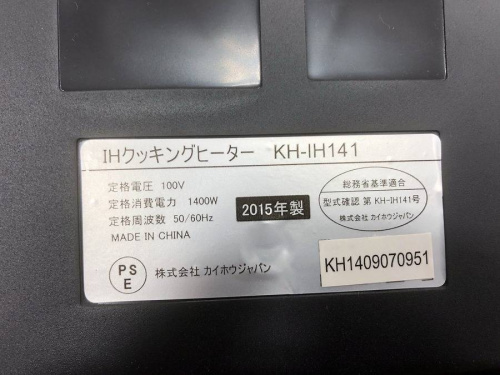 IHクッキングヒーター KH-IH141
定格電圧 100V
定格消費電力 1400W
定格周波数 50/60Hz
MADE IN CHINA
2015年製
総務省基準適合
型式確認 第 KH-IH141号
株式会社 カイホウジャパン
PS
E
株式会社 カイホウジャパン
KH1409070951